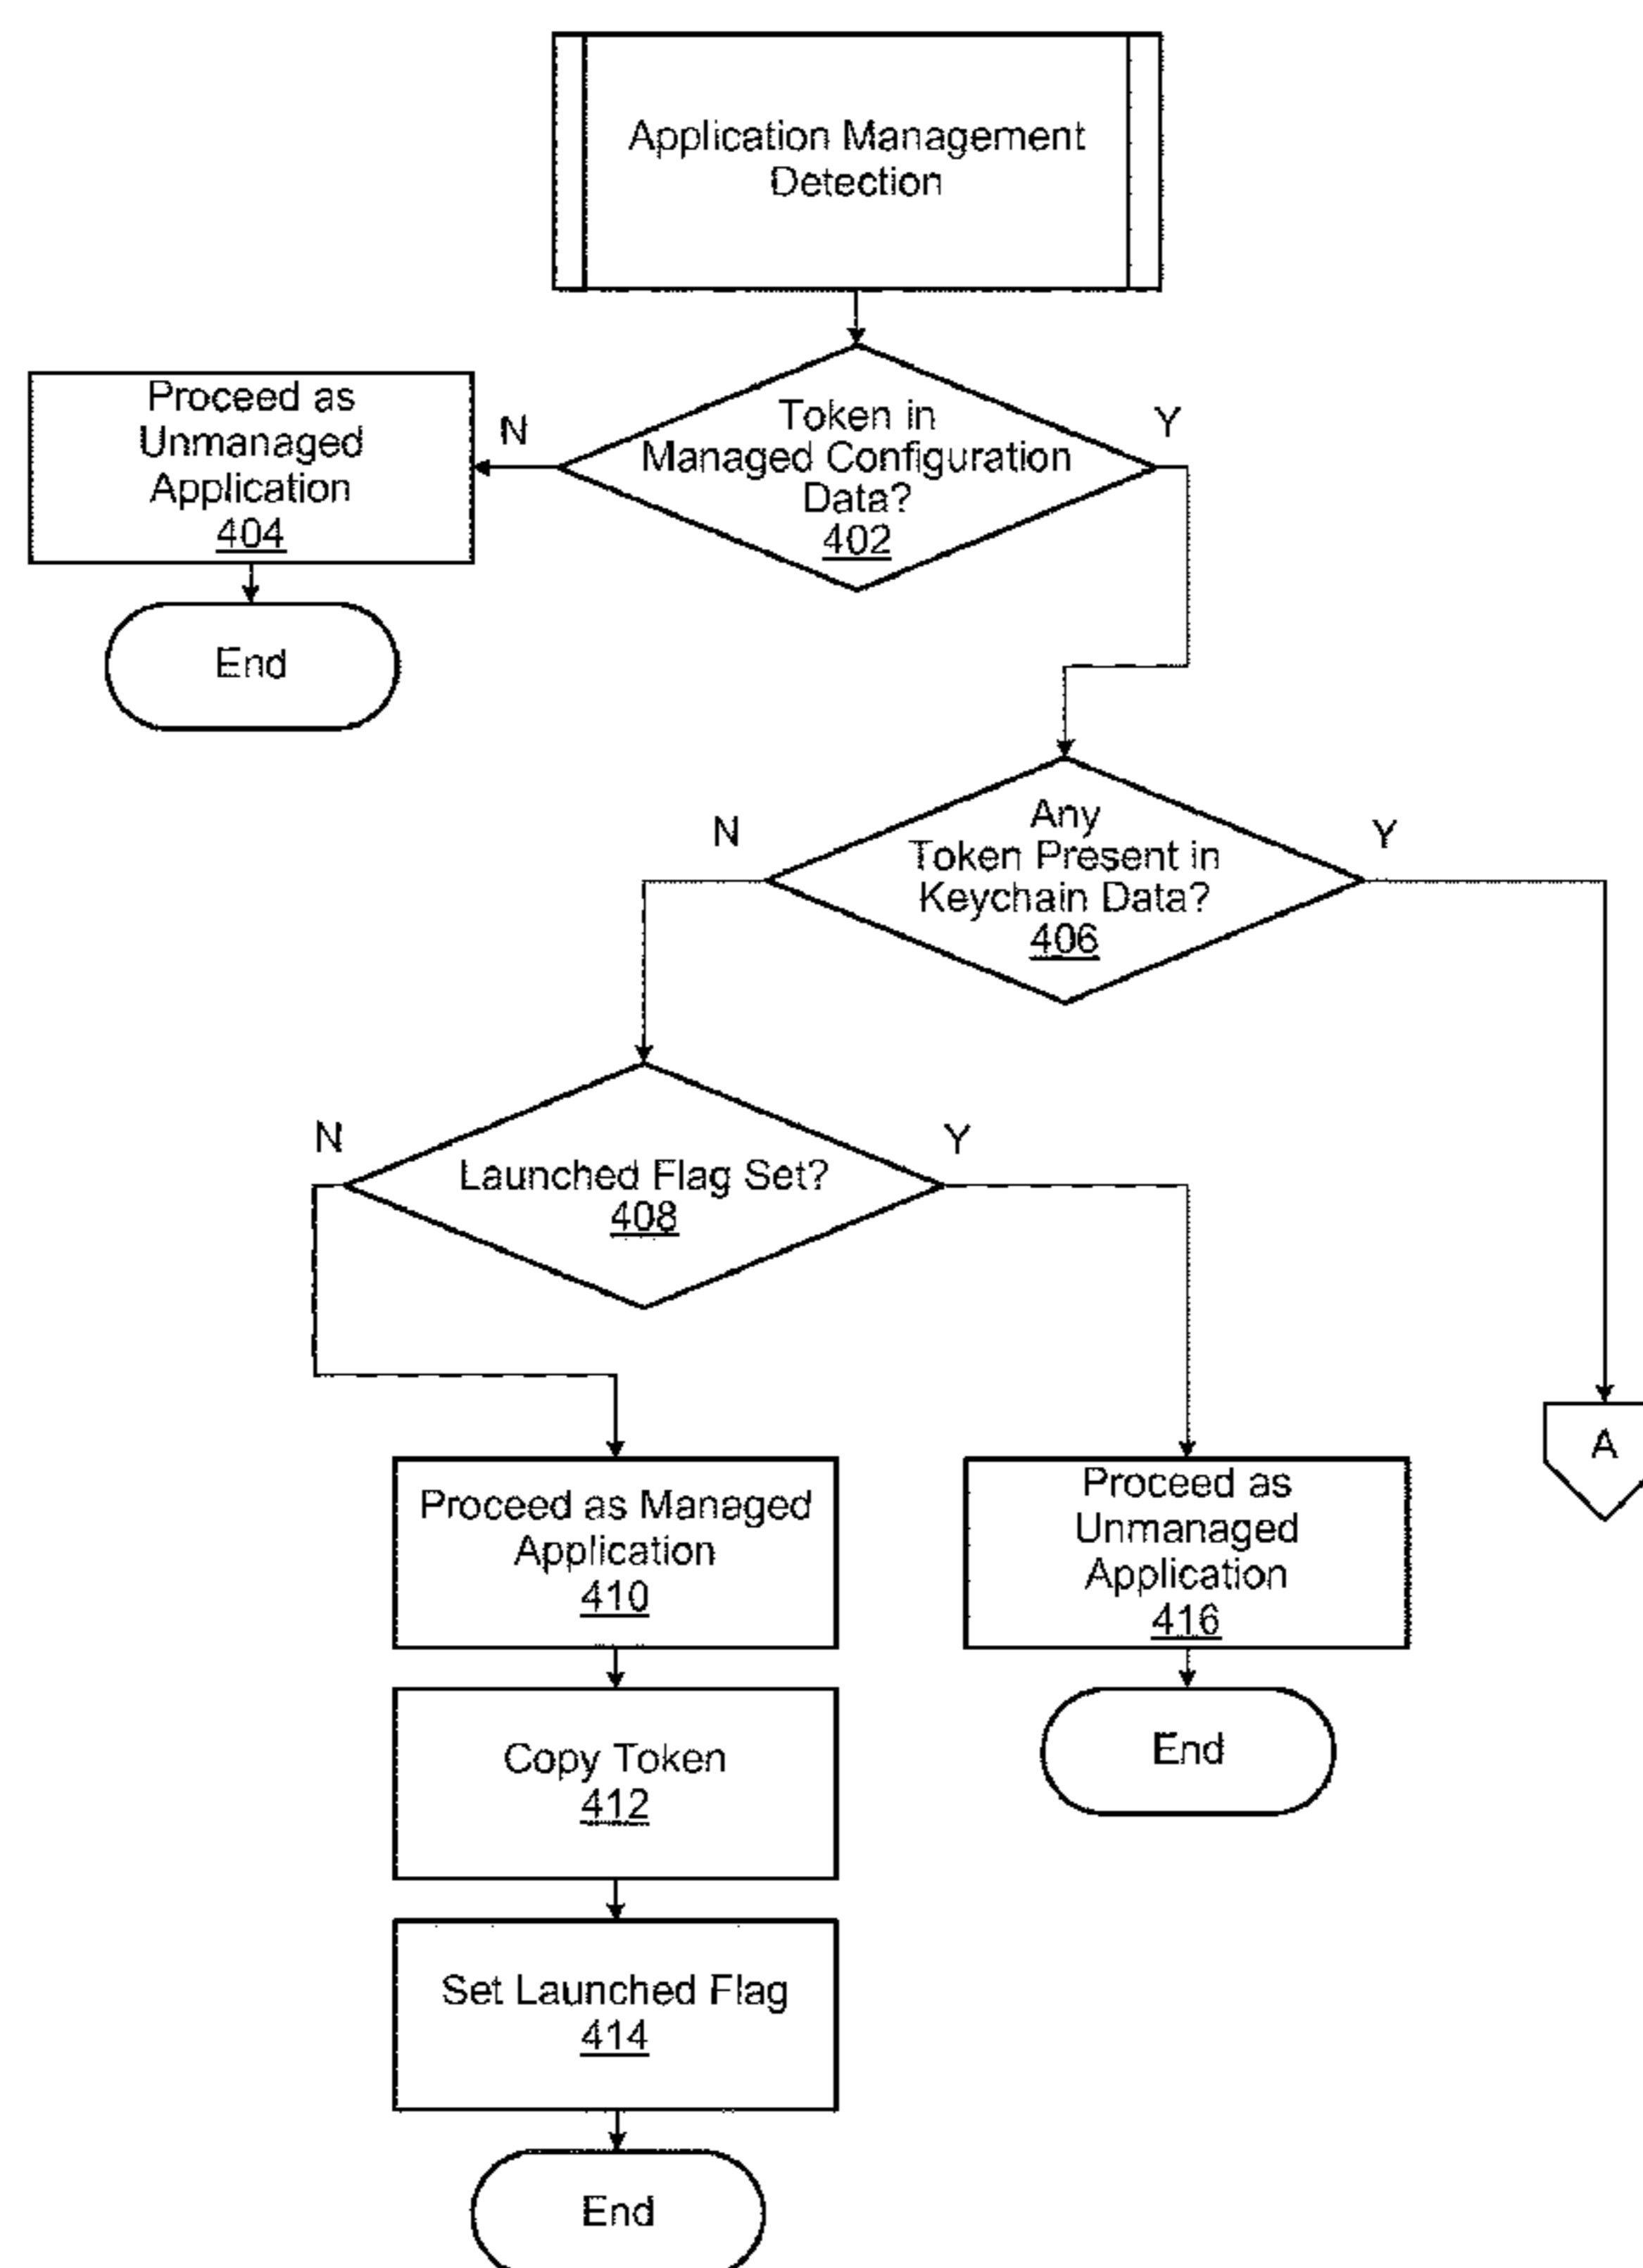 Application Management
Detection
Proceed as
Unmanaged
Application
404
N
Token in
Managed Configuration
Data?
402
Y
End
Any
Token Present in
Keychain Data?
406
N
Y
N
Launched Flag Set?
408
Y
A
Proceed as Managed
Application
410
Proceed as
Unmanaged
Application
416
Copy Token
412
End
Set Launched Flag
414
End